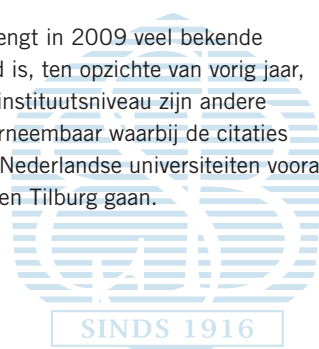 engt in 2009 veel bekende
d is, ten opzichte van vorig jaar,
instituutsniveau zijn andere
rneembaar waarbij de citaties
Nederlandse universiteiten voora
en Tilburg gaan.
SINDS 1916